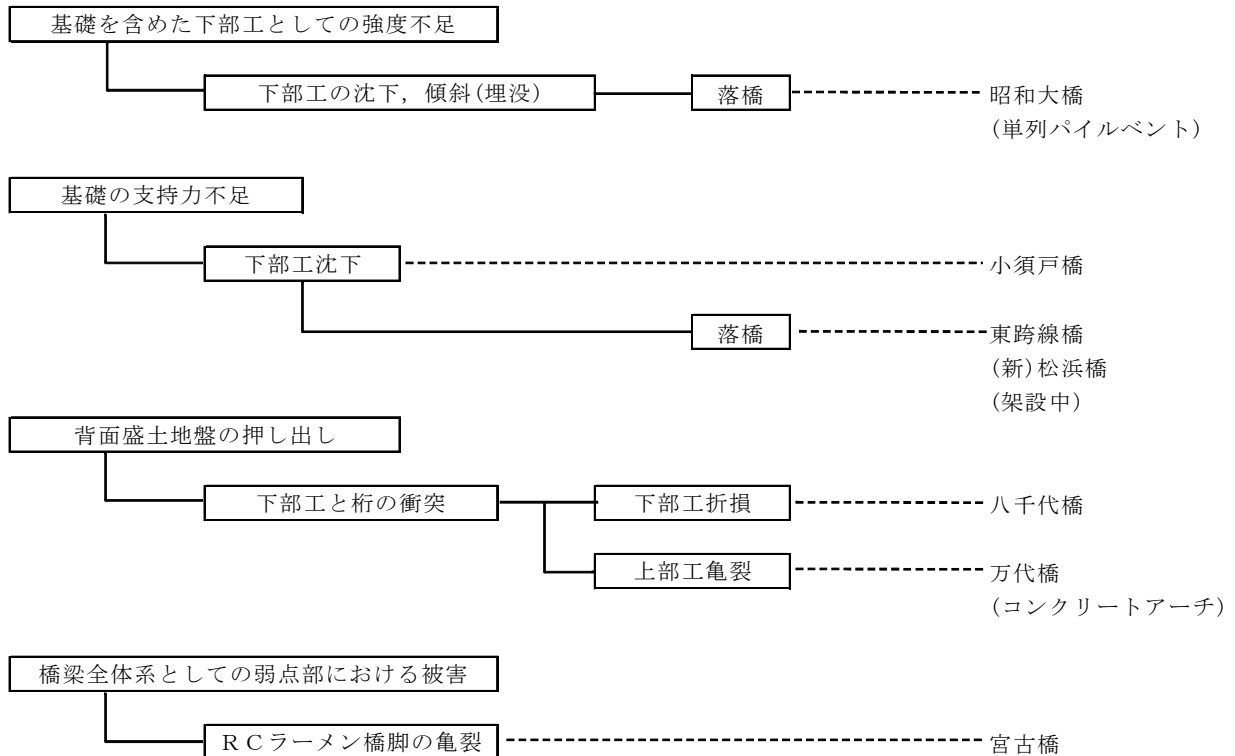 基礎を含めた下部工としての強度不足
下部工の沈下，傾斜(埋没)
落橋
昭和大橋
(単列パイルベント)
基礎の支持力不足
下部工沈下
小須戸橋
落橋
東跨線橋
(新)松浜橋
(架設中)
背面盛土地盤の押し出し
下部工と桁の衝突
下部工折損
八千代橋
上部工亀裂
万代橋
(コンクリートアーチ)
橋梁全体系としての弱点部における被害
ＲＣラーメン橋脚の亀裂
宮古橋